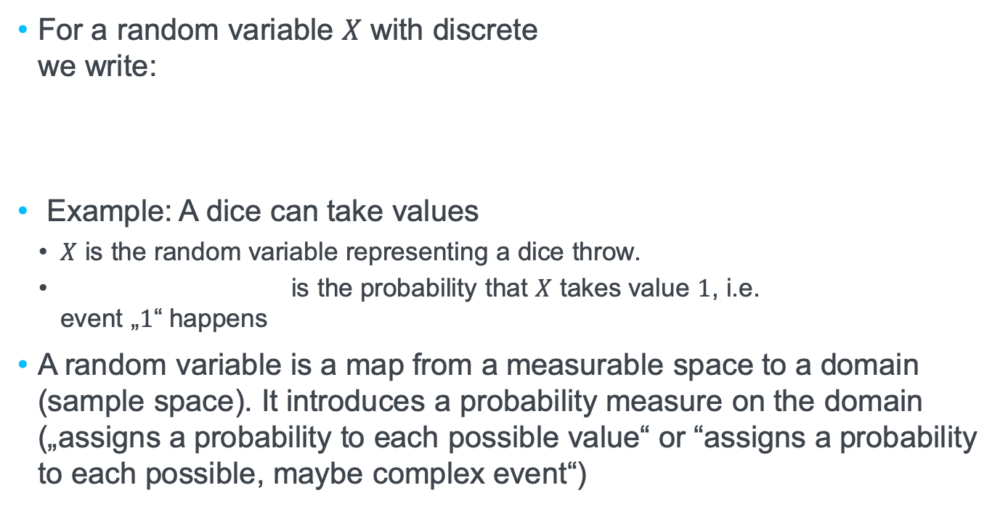 • For a random variable X with discrete
we write:
• Example: A dice can take values
• X is the random variable representing a dice throw.
• is the probability that X takes value 1, i.e.
event „1“ happens
• A random variable is a map from a measurable space to a domain
(sample space). It introduces a probability measure on the domain
(„assigns a probability to each possible value“ or “assigns a probability
to each possible, maybe complex event“)